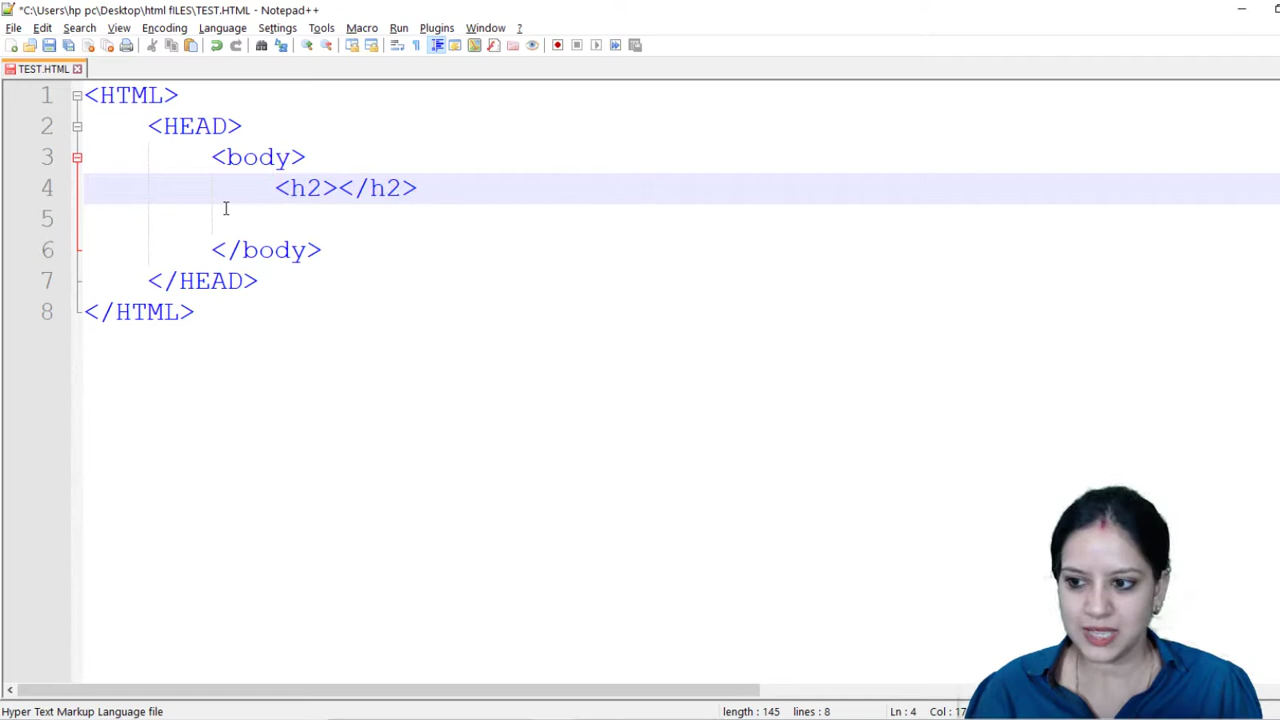 *C:\Users\hp pc\Desktop\html fILES\TEST.HTML - Notepad++
File Edit Search View Encoding Language Settings Tools Macro Run Plugins Window ?
TEST.HTML
1 <HTML>
2 <HEAD>
3 <body>
4 <h2></h2>
5
6 </body>
7 </HEAD>
8 </HTML>
Hyper Text Markup Language file length : 145 lines : 8 Ln : 4 Col : 17